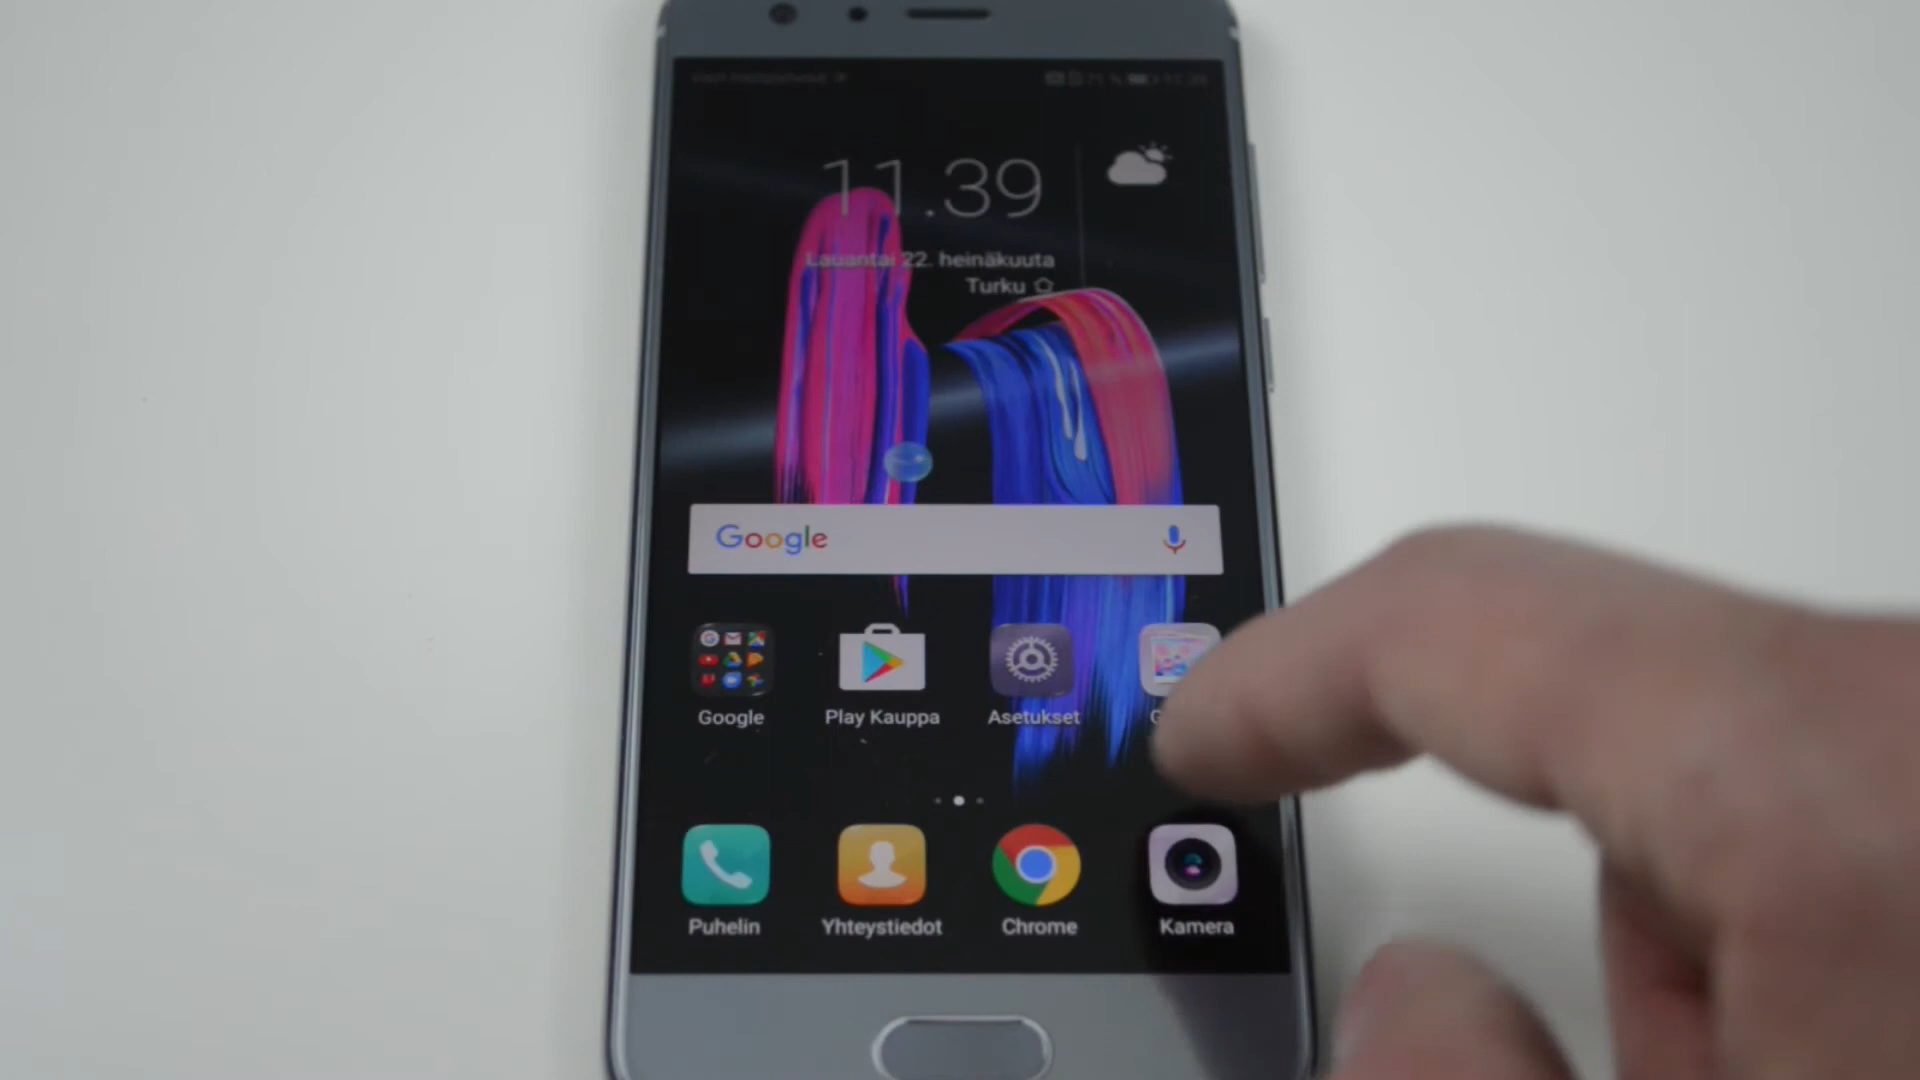 11.39
Lauantai 22. heinäkuuta
Turku
Google
Google
Play Kauppa
Asetukset
Puhelin
Yhteystiedot
Chrome
Kamera